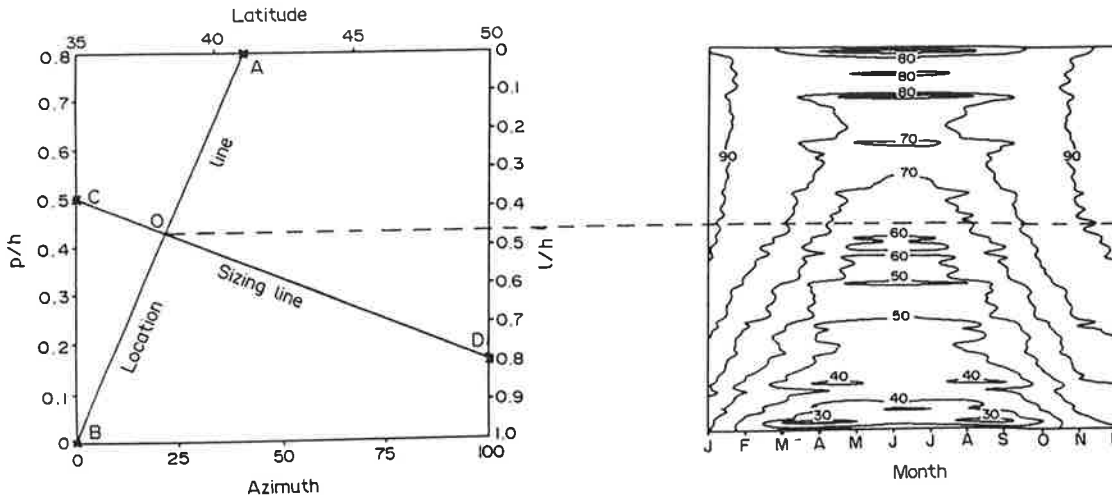 Latitude
35 41 45 50
0.8 A 0
0.7 0.1
0.6 0.2
0.5 C 0.3
0.4 O 0.4
0.3 0.5
0.2 0.6
0.1 0.7
0 B D 0.8
0.9
1.0
p/h
l/h
Location line
Sizing line
0 25 50 75 100
Azimuth
80
80
80
70
90 90
70
60
60
50
50
40 40
40
30 30
J F M A M J J A S O N
Month